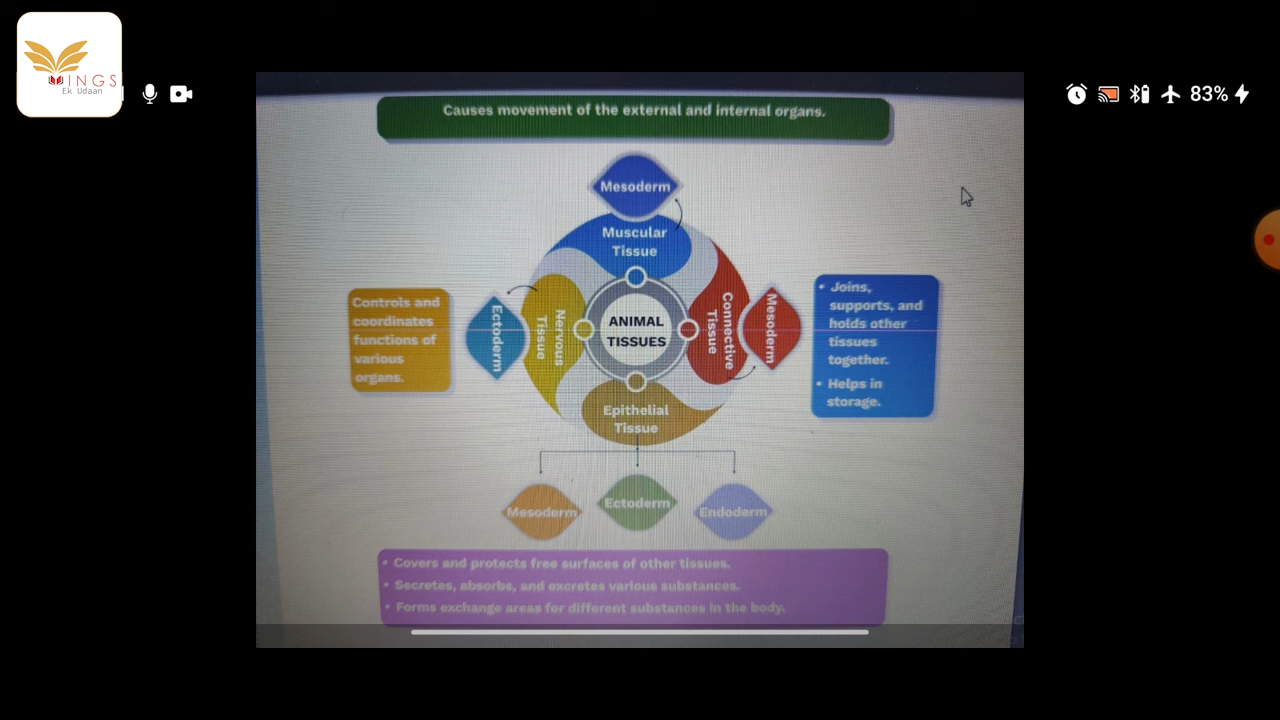 WINGS
Ek Udaan
83%
Causes movement of the external and internal organs.
Mesoderm
Muscular
Tissue
Controls and
coordinates
functions of
various
organs.
Ectoderm
Nervous
Tissue
ANIMAL
TISSUES
Connective
Tissue
Mesoderm
• Joins,
supports, and
holds other
tissues
together.
• Helps in
storage.
Epithelial
Tissue
Mesoderm
Ectoderm
Endoderm
• Covers and protects free surfaces of other tissues.
• Secretes, absorbs, and excretes various substances.
• Forms exchange areas for different substances in the body.